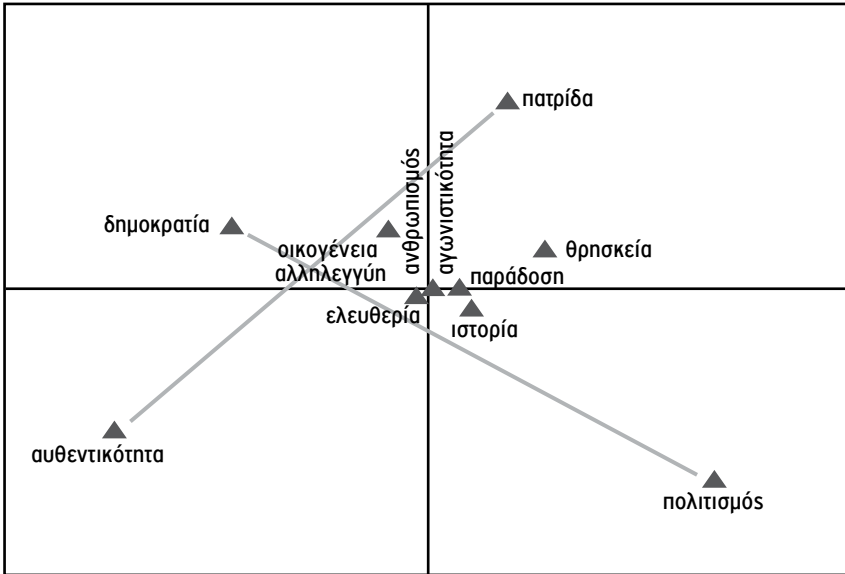 πατρίδα
ανθρωπισμός
αγωνιστικότητα
δημοκρατία
οικογένεια
αλληλεγγύη
θρησκεία
παράδοση
ελευθερία
ιστορία
αυθεντικότητα
πολιτισμός